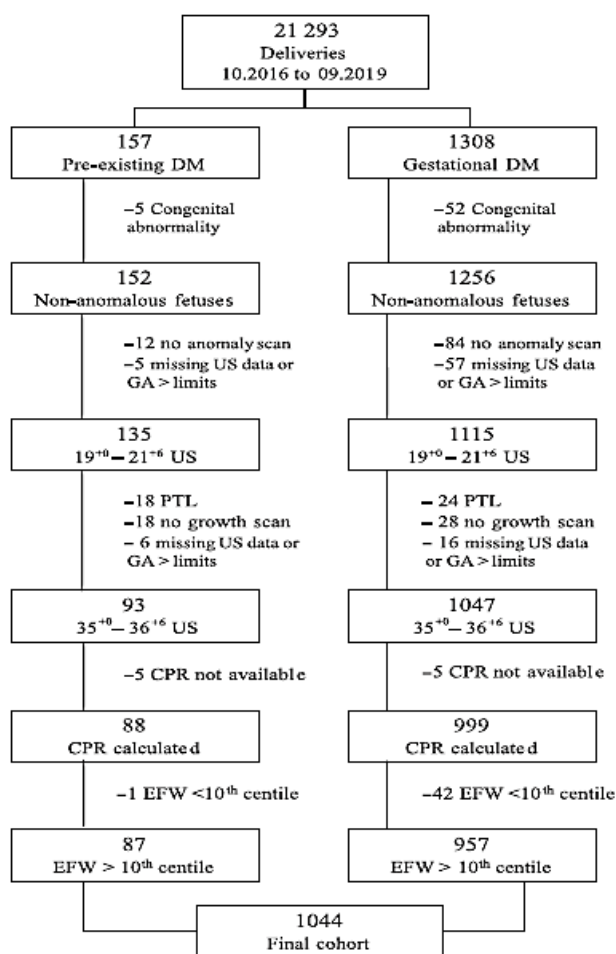 21 293
Deliveries
10.2016 to 09.2019
157
Pre-existing DM
1308
Gestational DM
–5 Congenital
abnormality
–52 Congenital
abnormality
152
Non-anomalous fetuses
1256
Non-anomalous fetuses
–12 no anomaly scan
–5 missing US data or
GA > limits
–84 no anomaly scan
–57 missing US data
or GA > limits
135
19⁺⁰ – 21⁺⁶ US
1115
19⁺⁰ – 21⁺⁶ US
–18 PTL
–18 no growth scan
– 6 missing US data or
GA > limits
– 24 PTL
– 28 no growth scan
– 16 missing US data
or GA > limits
93
35⁺⁰ – 36⁺⁶ US
1047
35⁺⁰ – 36⁺⁶ US
–5 CPR not available
–5 CPR not available
88
CPR calculated
999
CPR calculated
–1 EFW <10ᵗʰ centile
–42 EFW <10ᵗʰ centile
87
EFW > 10ᵗʰ centile
957
EFW > 10ᵗʰ centile
1044
Final cohort